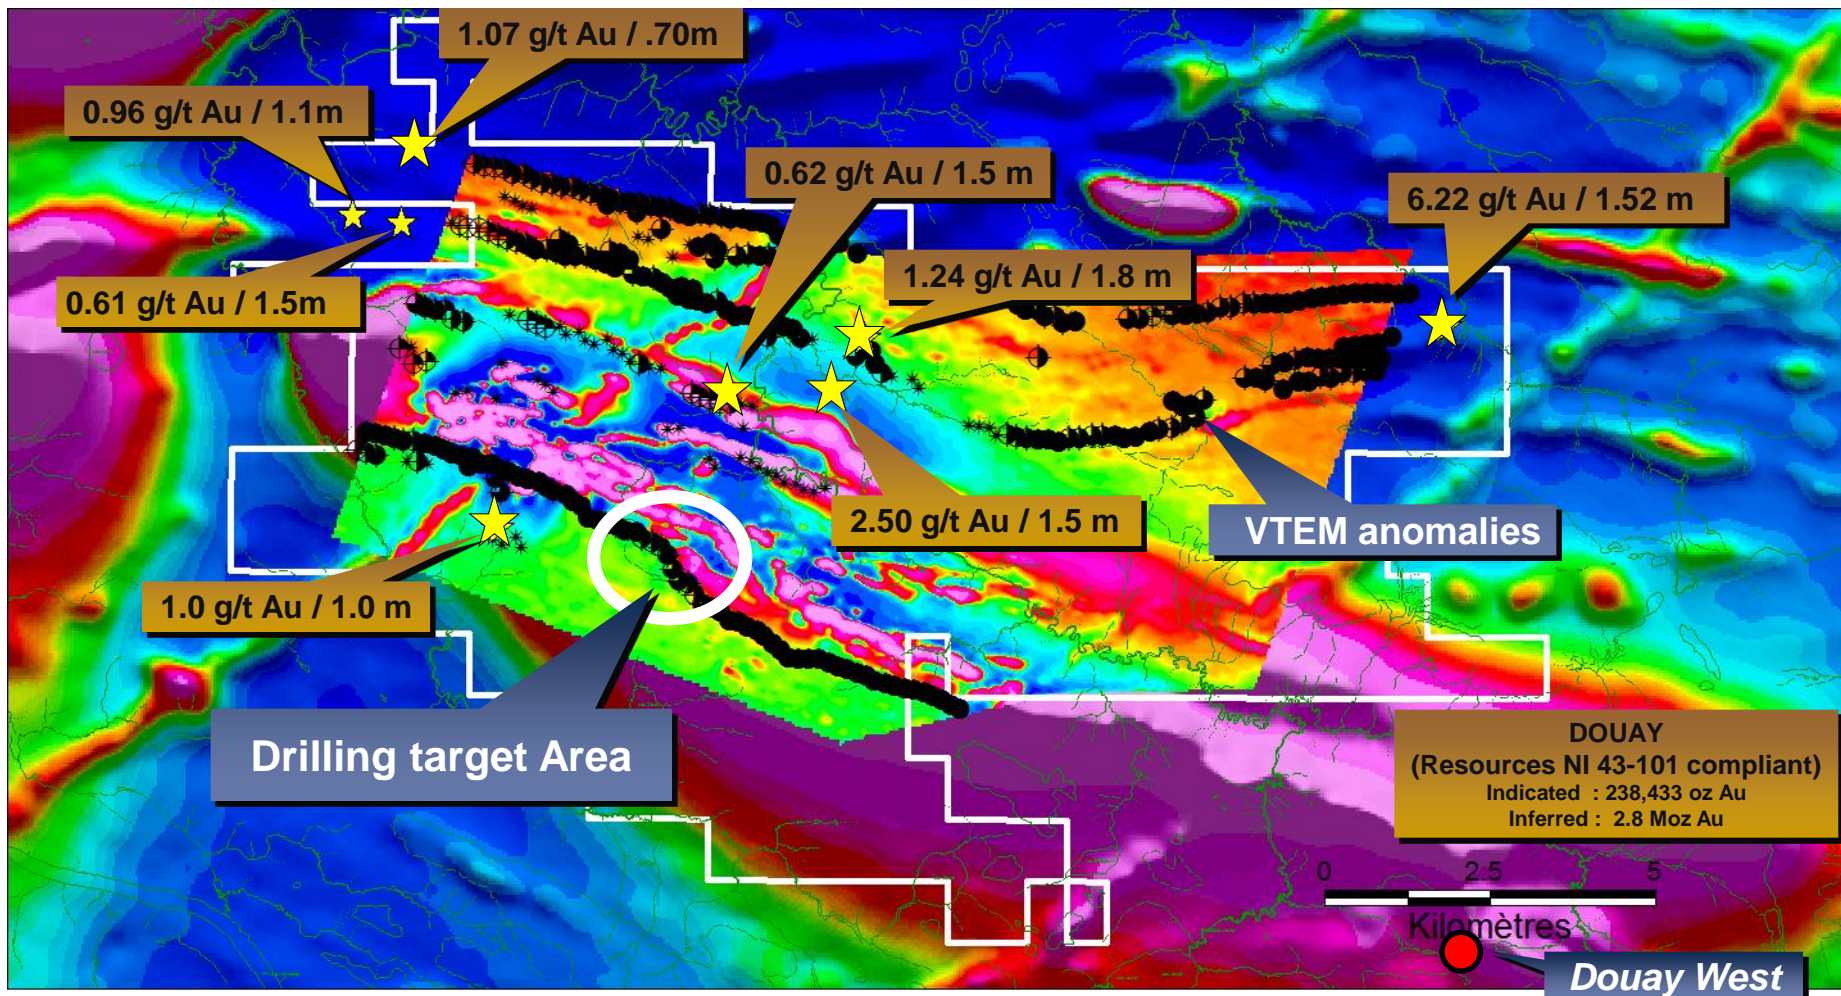 1.07 g/t Au / .70m
0.96 g/t Au / 1.1m
0.62 g/t Au / 1.5 m
6.22 g/t Au / 1.52 m
1.24 g/t Au / 1.8 m
0.61 g/t Au / 1.5m
2.50 g/t Au / 1.5 m
VTEM anomalies
1.0 g/t Au / 1.0 m
Drilling target Area
DOUAY
(Resources NI 43-101 compliant)
Indicated : 238,433 oz Au
Inferred : 2.8 Moz Au
0 2.5 5
Kilomètres
Douay West